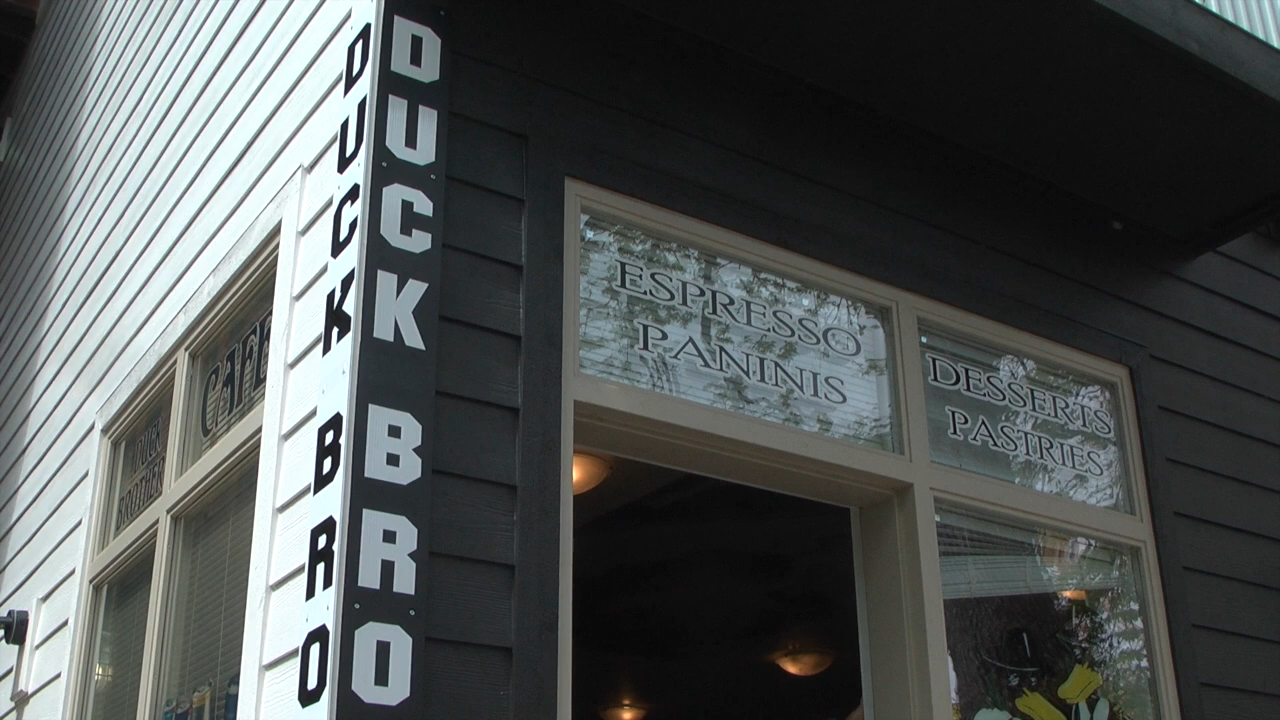 DUCK BRO
DUCK BRO
ESPRESSO
PANINIS
DESSERTS
PASTRIES
CAFE
DUCK
BROTHER